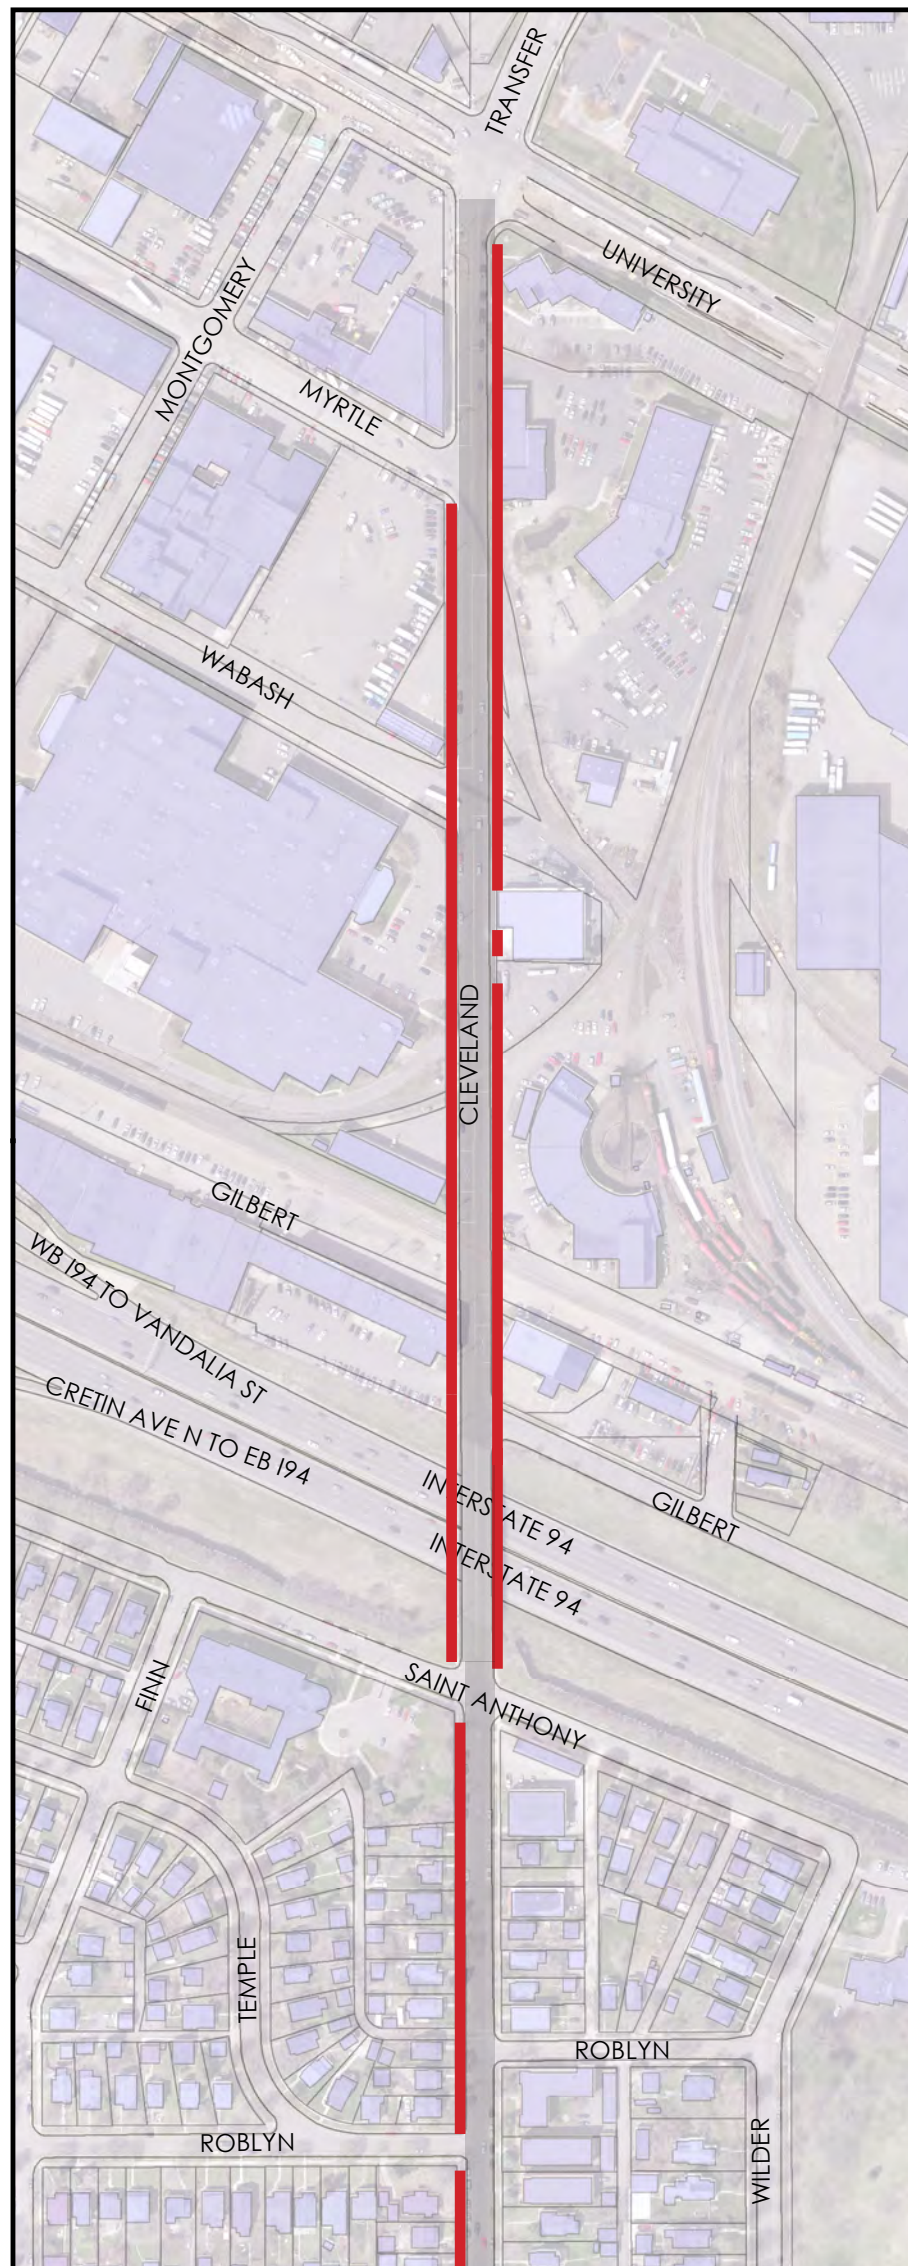 TRANSFER
UNIVERSITY
MONTGOMERY
MYRTLE
WABASH
CLEVELAND
GILBERT
WB I94 TO VANDALIA ST
CRETIN AVE N TO EB I94
INTERSTATE 94
GILBERT
INTERSTATE 94
FINN
SAINT ANTHONY
TEMPLE
ROBLYN
ROBLYN
WILDER